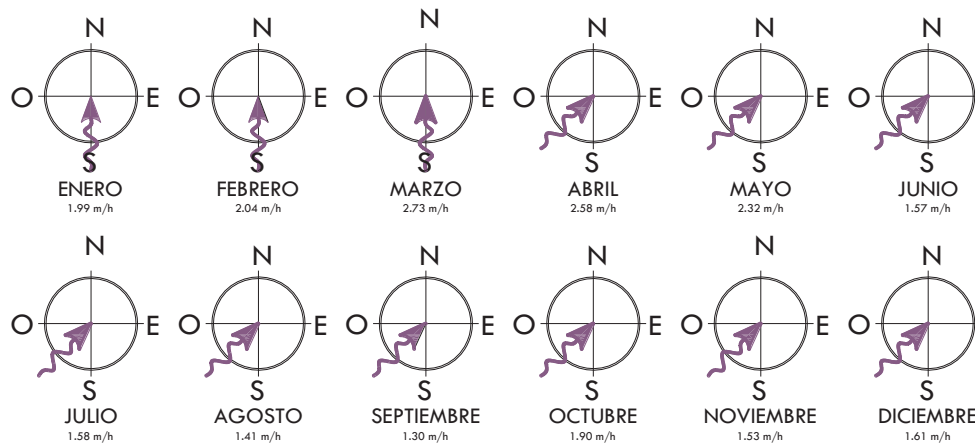 N N N N N N
O E O E O E O E O E O E
S S S S S S
ENERO FEBRERO MARZO ABRIL MAYO JUNIO
1.99 m/h 2.04 m/h 2.73 m/h 2.58 m/h 2.32 m/h 1.57 m/h
N N N N N N
O E O E O E O E O E O E
S S S S S S
JULIO AGOSTO SEPTIEMBRE OCTUBRE NOVIEMBRE DICIEMBRE
1.58 m/h 1.41 m/h 1.30 m/h 1.90 m/h 1.53 m/h 1.61 m/h